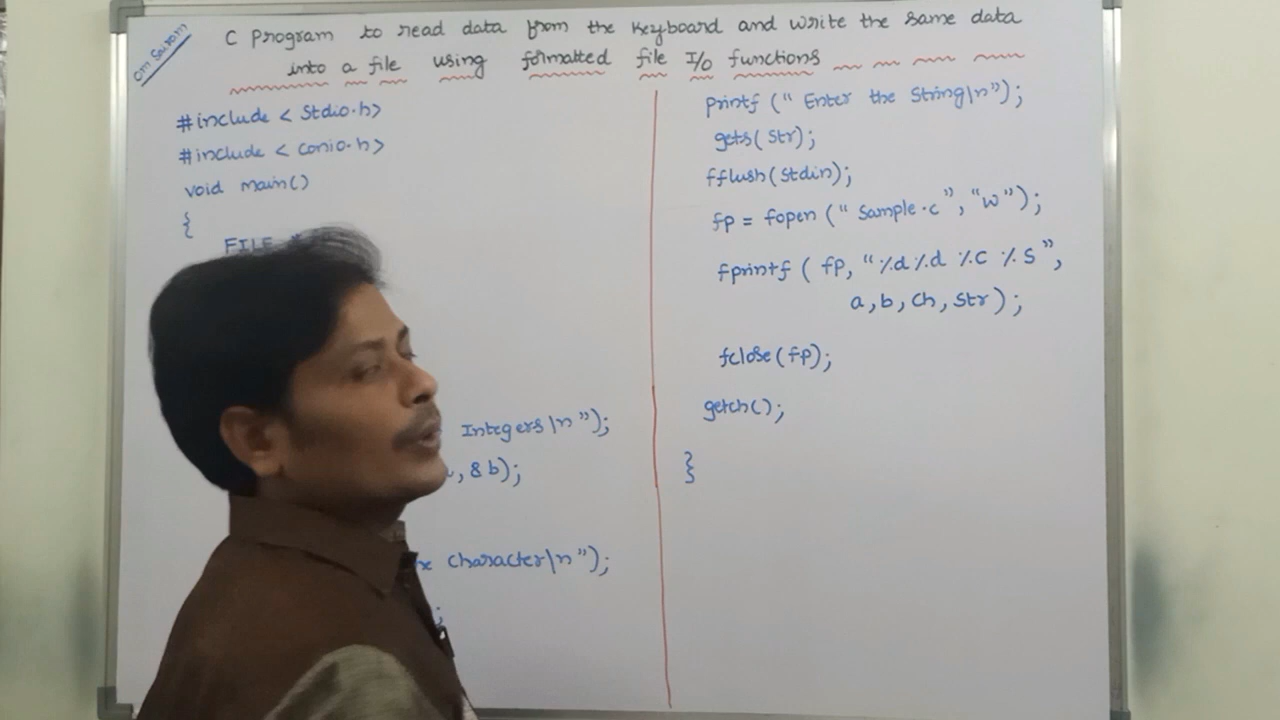 om Sairam
C Program to read data from the Keyboard and write the same data
into a file using formatted file I/O functions
#include < Stdio.h>
#include < conio.h>
void main()
{
FILE *
Integers\n");
, &b);
character\n");
;
Printf (" Enter the String\n");
gets( Str);
fflush(Stdin);
fp = fopen (" Sample.c", "w");
fprintf ( fp, "%d%d %c %s",
a, b, ch, Str);
fclose(fp);
getch();
}